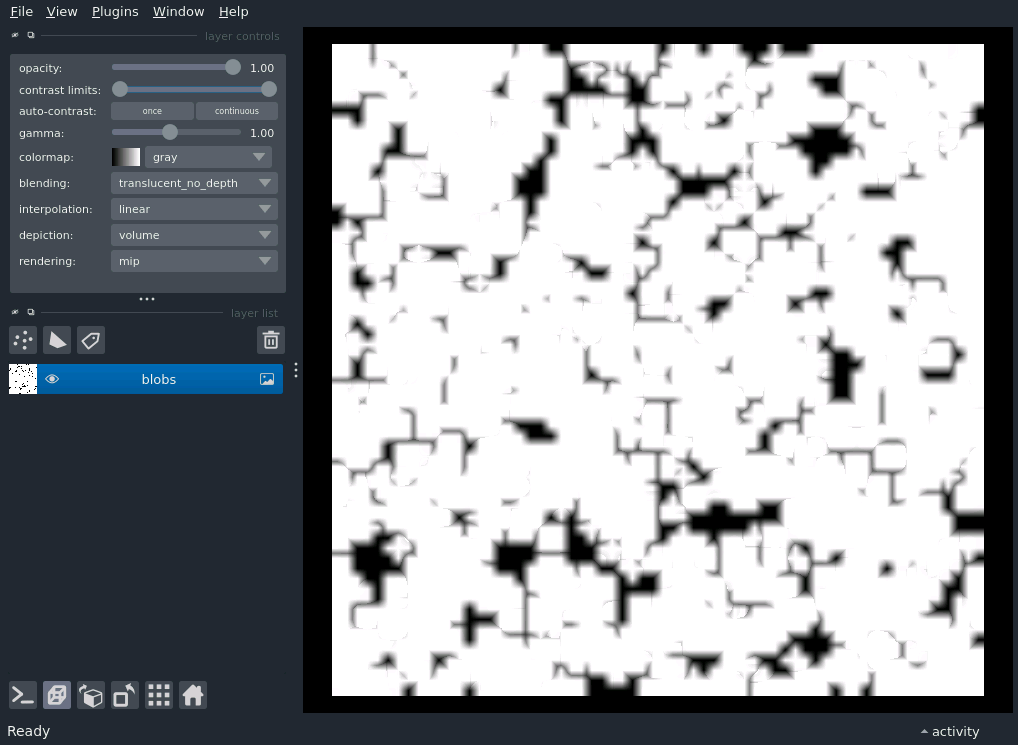 File View Plugins Window Help
layer controls
opacity: 1.00
contrast limits:
auto-contrast: once continuous
gamma: 1.00
colormap: gray
blending: translucent_no_depth
interpolation: linear
depiction: volume
rendering: mip
layer list
blobs
Ready activity